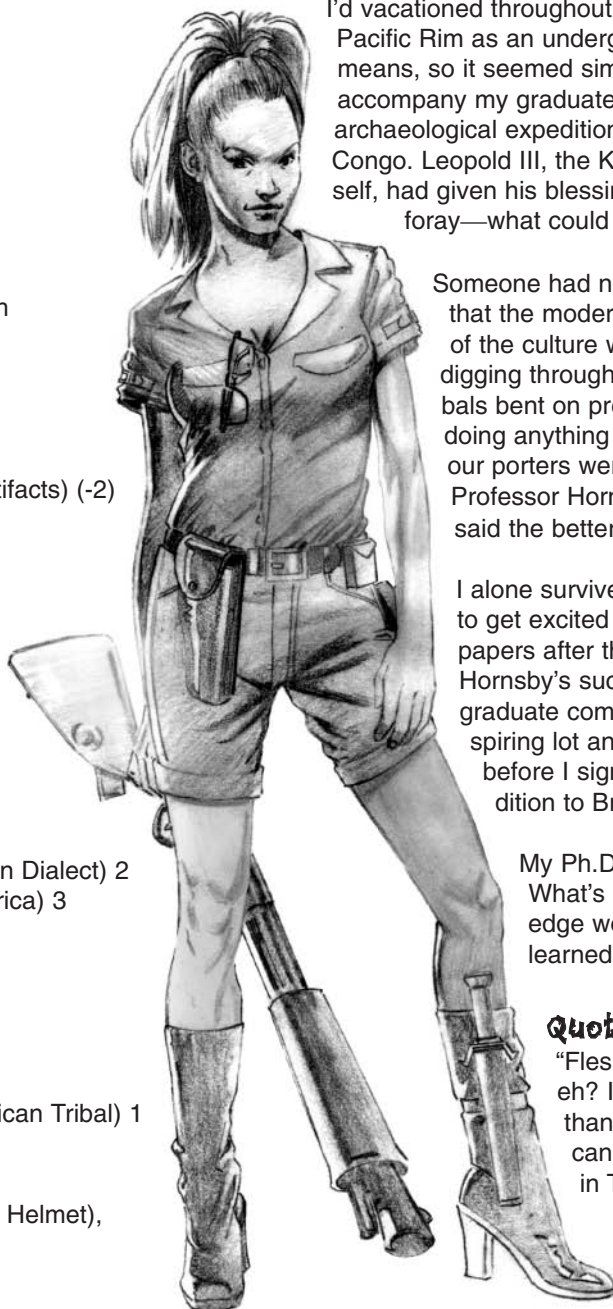 n
tifacts) (-2)
n Dialect) 2
rica) 3
ican Tribal) 1
Helmet),
I'd vacationed throughout
Pacific Rim as an underg
means, so it seemed sim
accompany my graduate
archaeological expedition
Congo. Leopold III, the K
self, had given his blessin
foray—what could
Someone had n
that the moder
of the culture w
digging through
bals bent on pre
doing anything
our porters wer
Professor Horn
said the better
I alone survive
to get excited
papers after th
Hornsby's suc
graduate com
spiring lot an
before I sign
dition to Br
My Ph.D
What's
edge wo
learned
Quot
"Fles
eh? I
than
can
in T